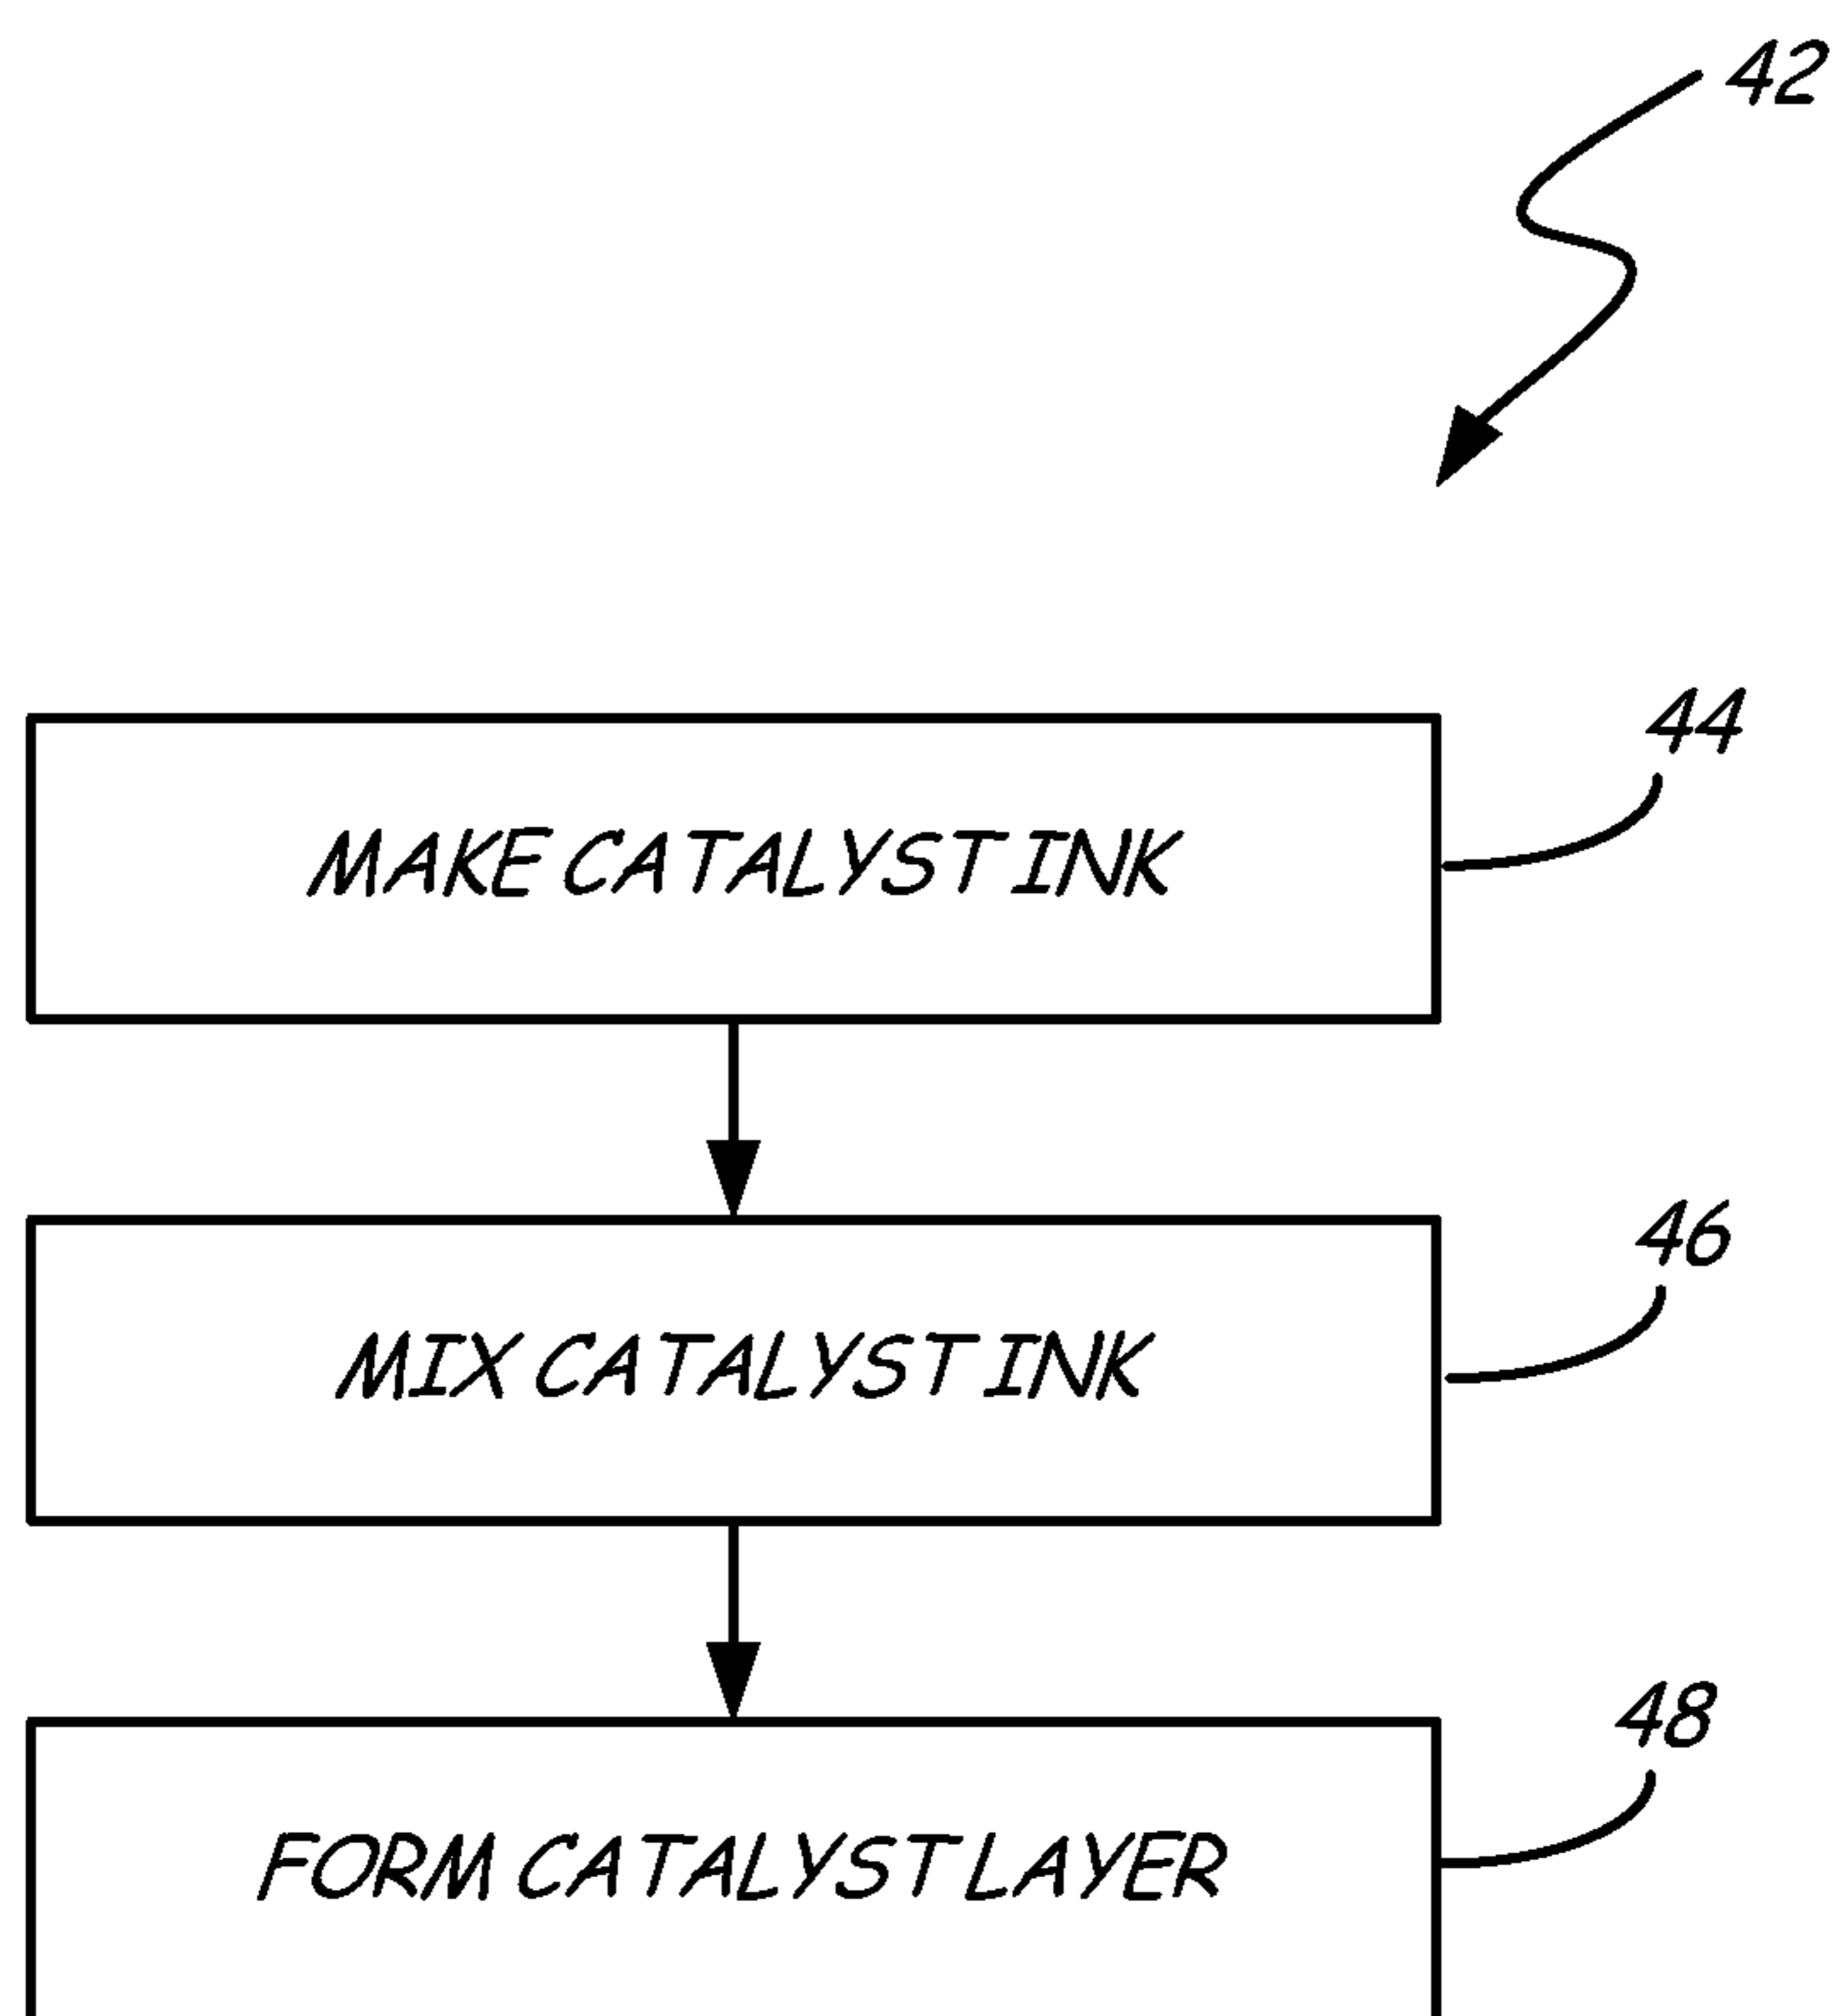 42
44
MAKE CATALYST INK
46
MIX CATALYST INK
48
FORM CATALYST LAYER